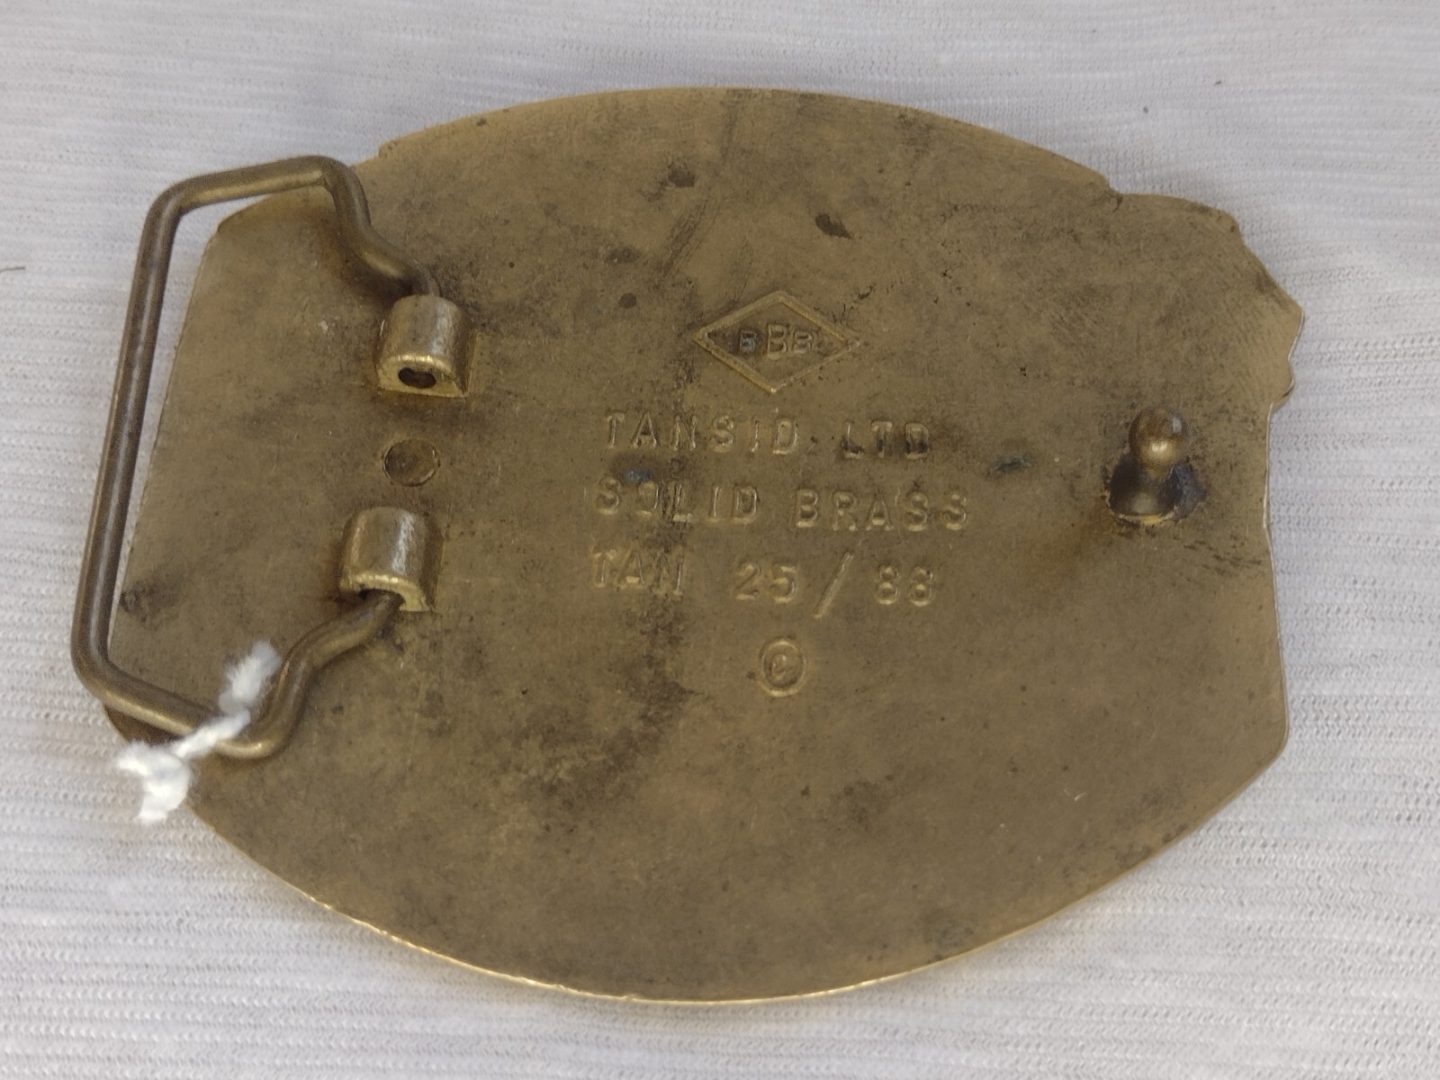 BBB
TANSID LTD
SOLID BRASS
TAN 25/88
©